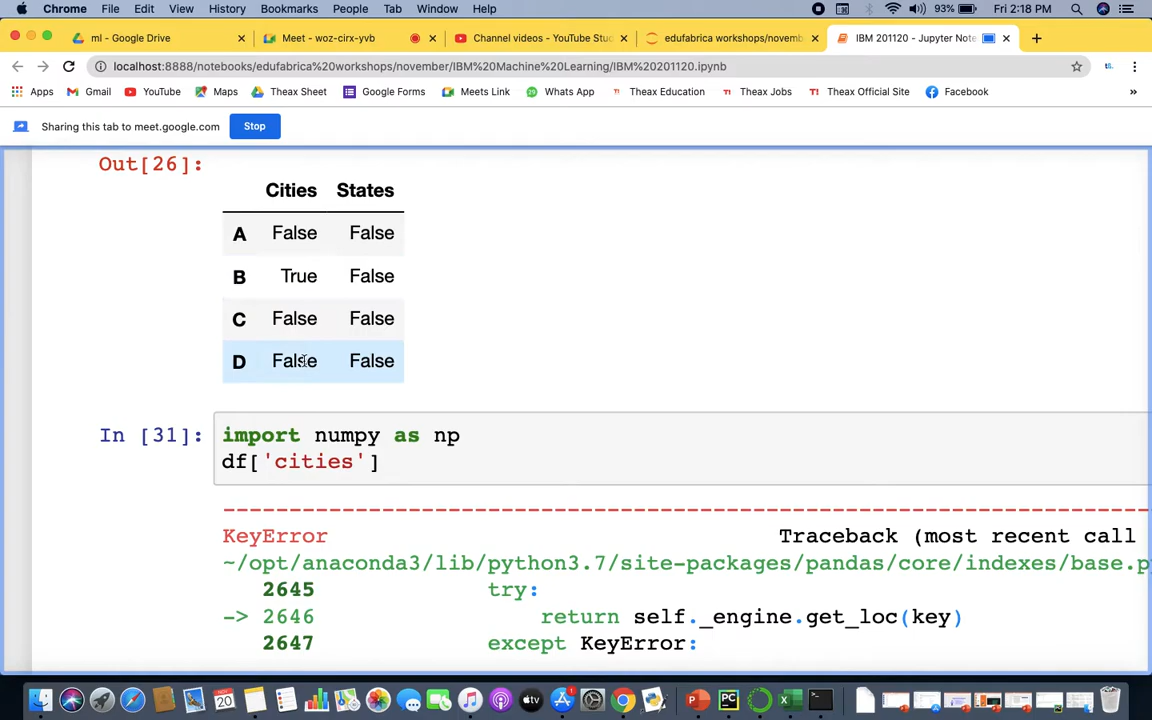 Chrome File Edit View History Bookmarks People Tab Window Help 93% Fri 2:18 PM
ml - Google Drive Meet - woz-cirx-yvb Channel videos - YouTube Stu edufabrica workshops/novemb IBM 201120 - Jupyter Note
localhost:8888/notebooks/edufabrica%20workshops/november/IBM%20Machine%20Learning/IBM%20201120.ipynb
Apps Gmail YouTube Maps Theax Sheet Google Forms Meets Link Whats App Theax Education Theax Jobs Theax Official Site Facebook »
Sharing this tab to meet.google.com Stop
Out[26]:
Cities States
A False False
B True False
C False False
D False False
In [31]: import numpy as np
df['cities']
KeyError Traceback (most recent call
~/opt/anaconda3/lib/python3.7/site-packages/pandas/core/indexes/base.p
2645 try:
-> 2646 return self._engine.get_loc(key)
2647 except KeyError: